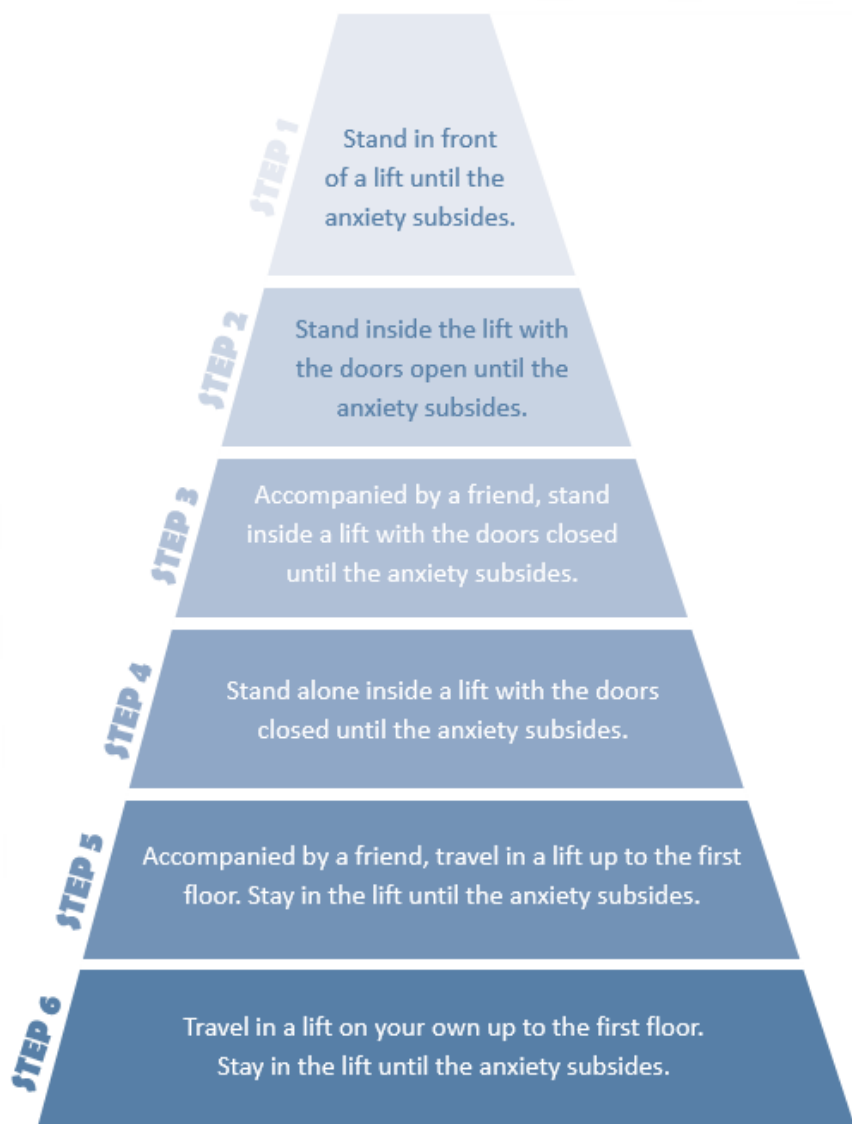 STEP 1
Stand in front
of a lift until the
anxiety subsides.
STEP 2
Stand inside the lift with
the doors open until the
anxiety subsides.
STEP 3
Accompanied by a friend, stand
inside a lift with the doors closed
until the anxiety subsides.
STEP 4
Stand alone inside a lift with the doors
closed until the anxiety subsides.
STEP 5
Accompanied by a friend, travel in a lift up to the first
floor. Stay in the lift until the anxiety subsides.
STEP 6
Travel in a lift on your own up to the first floor.
Stay in the lift until the anxiety subsides.